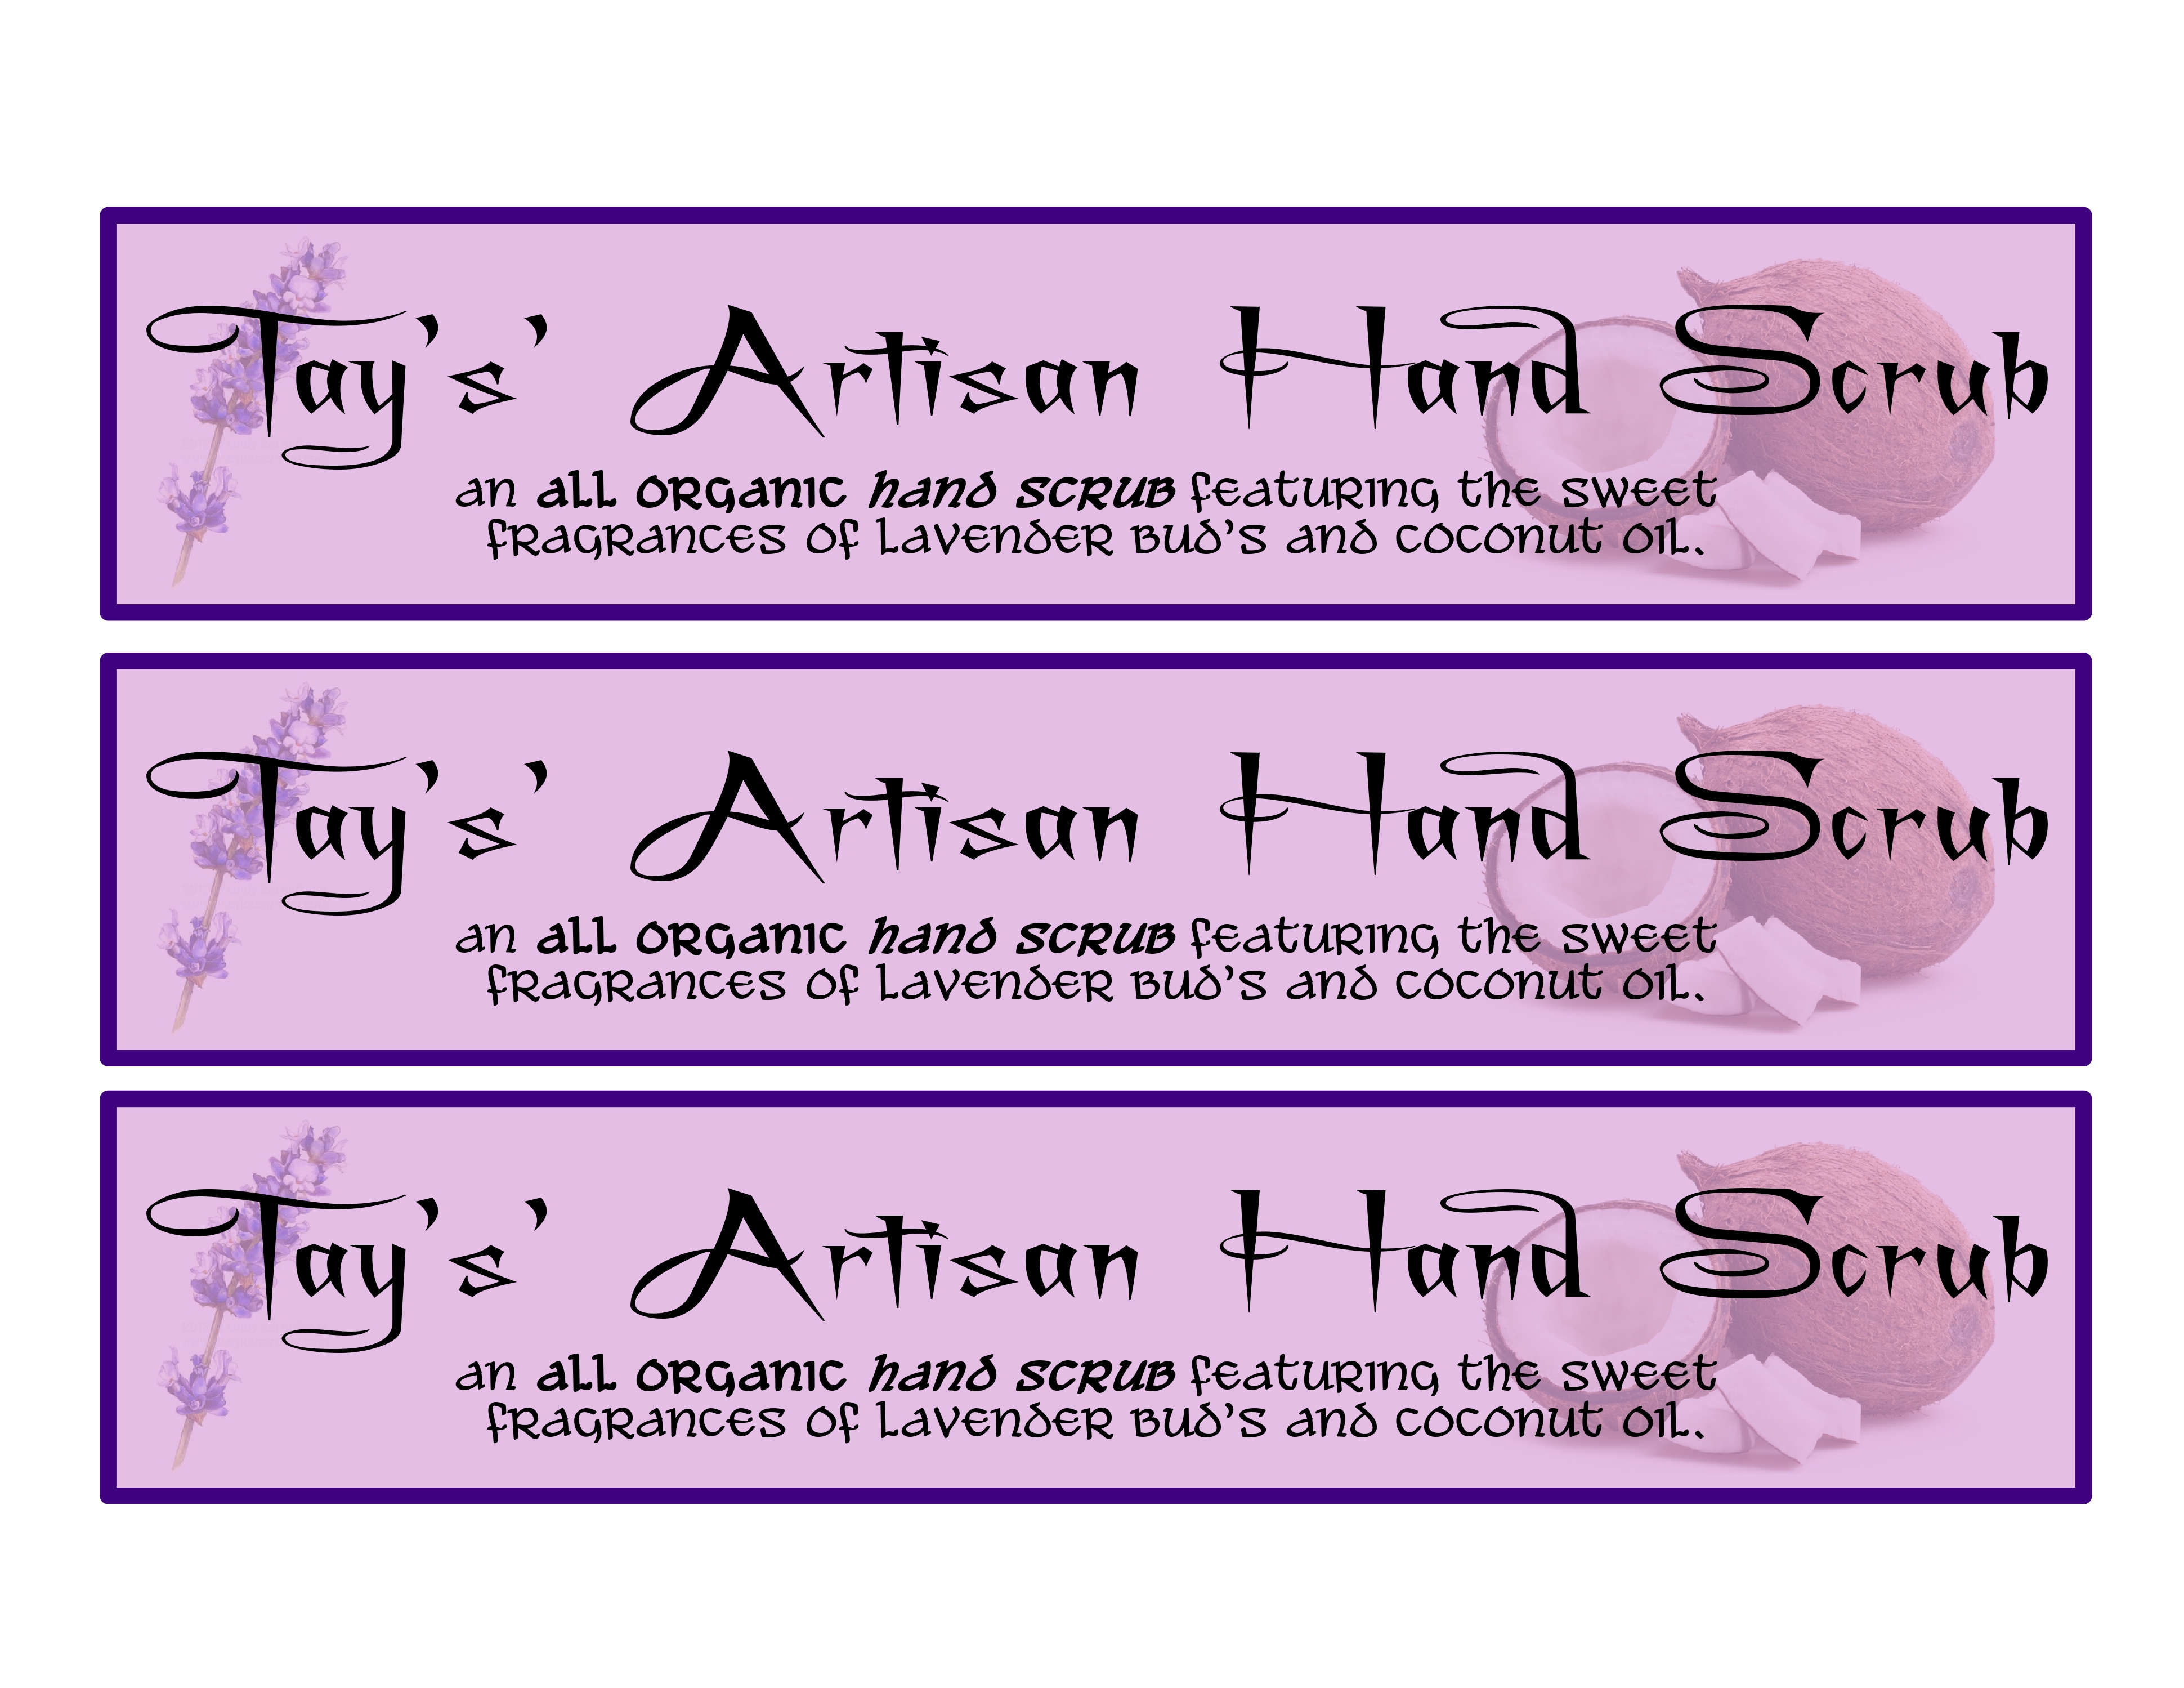 Tay’s’ Artisan Hand Scrub
an all organic hand scrub featuring the sweet
fragrances of lavender bud’s and coconut oil.
Tay’s’ Artisan Hand Scrub
an all organic hand scrub featuring the sweet
fragrances of lavender bud’s and coconut oil.
Tay’s’ Artisan Hand Scrub
an all organic hand scrub featuring the sweet
fragrances of lavender bud’s and coconut oil.